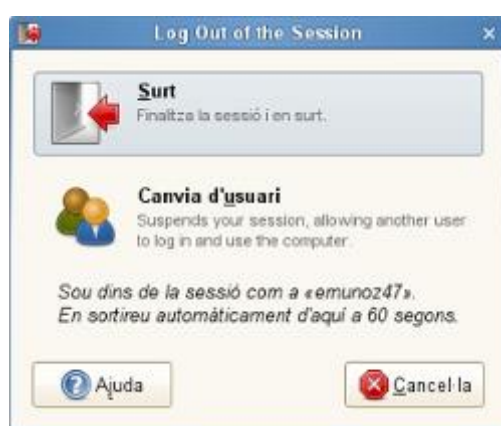 Log Out of the Session
Surt
Finalitza la sessió i en surt.
Canvia d'usuari
Suspends your session, allowing another user
to log in and use the computer.
Sou dins de la sessió com a «emunoz47».
En sortireu automàticament d'aquí a 60 segons.
Ajuda
Cancel·la